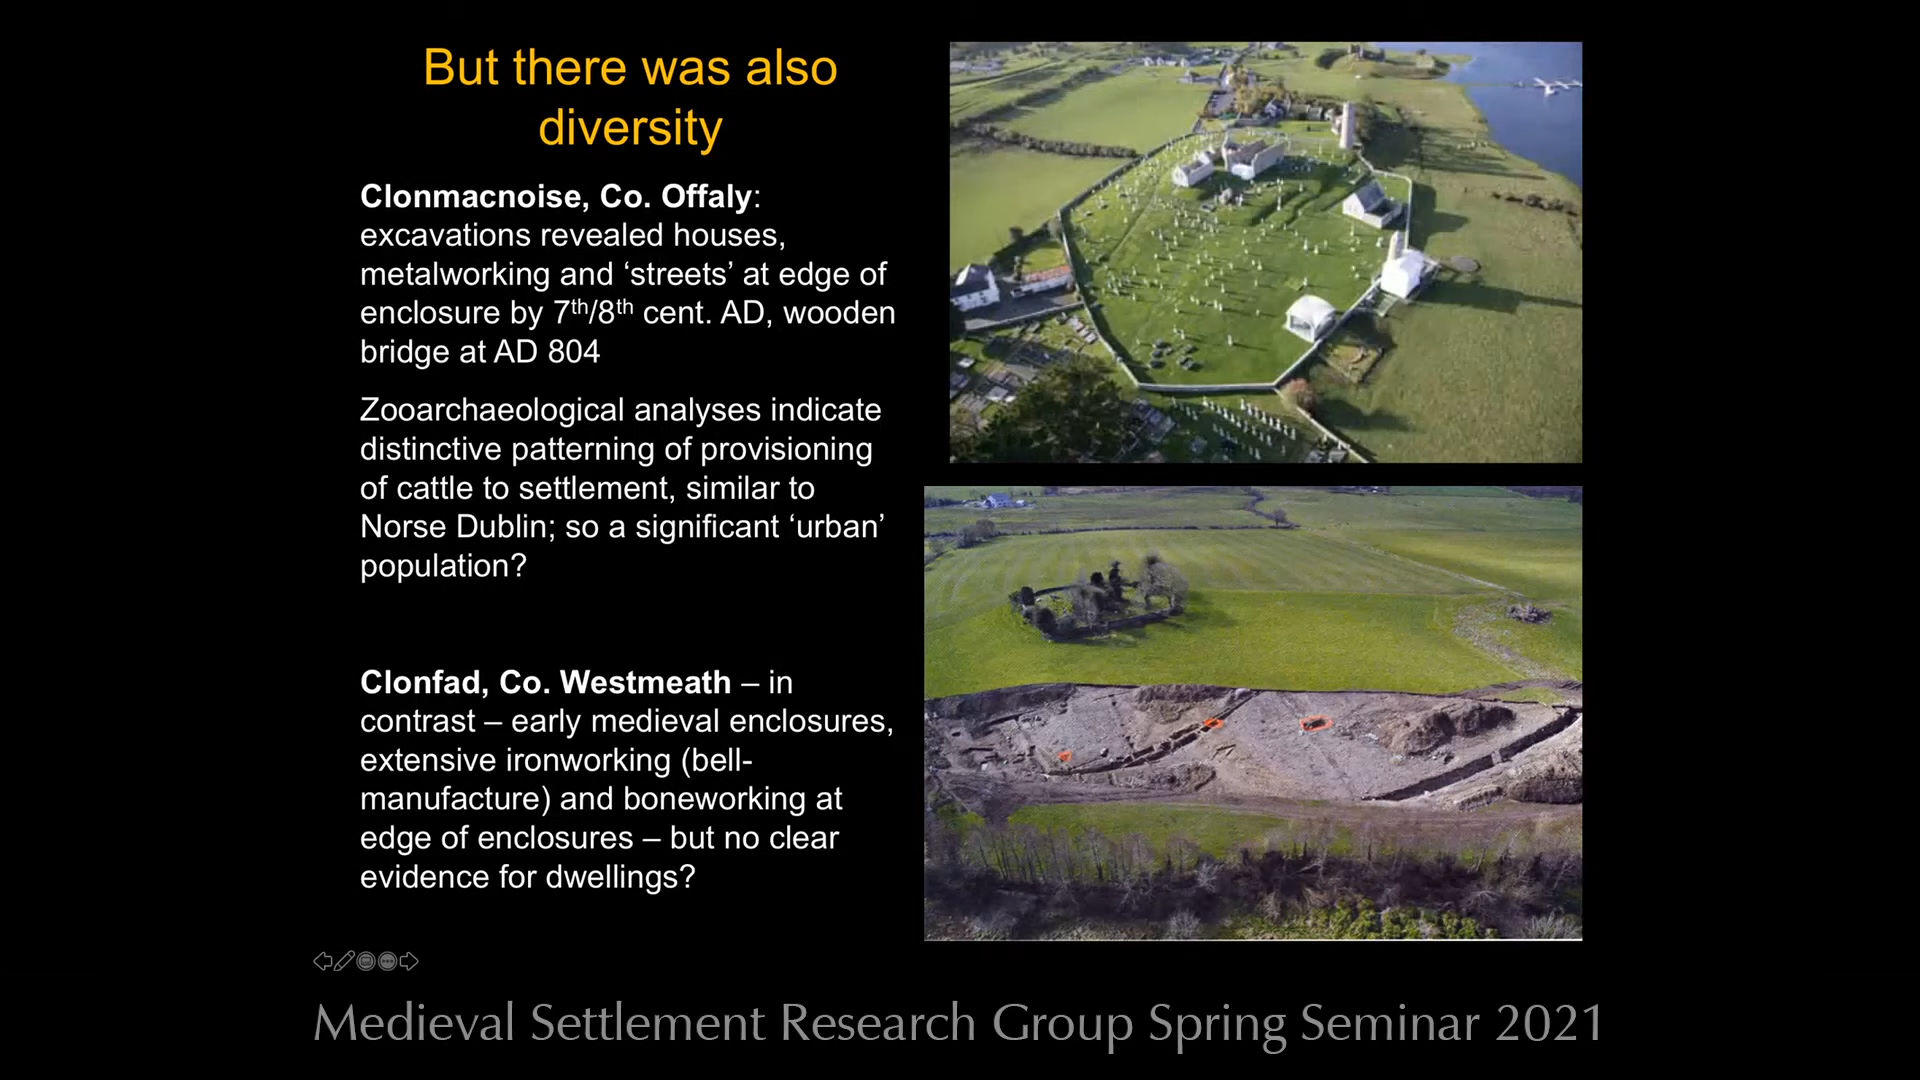 But there was also
diversity
Clonmacnoise, Co. Offaly:
excavations revealed houses,
metalworking and ‘streets’ at edge of
enclosure by 7th/8th cent. AD, wooden
bridge at AD 804
Zooarchaeological analyses indicate
distinctive patterning of provisioning
of cattle to settlement, similar to
Norse Dublin; so a significant ‘urban’
population?
Clonfad, Co. Westmeath – in
contrast – early medieval enclosures,
extensive ironworking (bell-
manufacture) and boneworking at
edge of enclosures – but no clear
evidence for dwellings?
Medieval Settlement Research Group Spring Seminar 2021